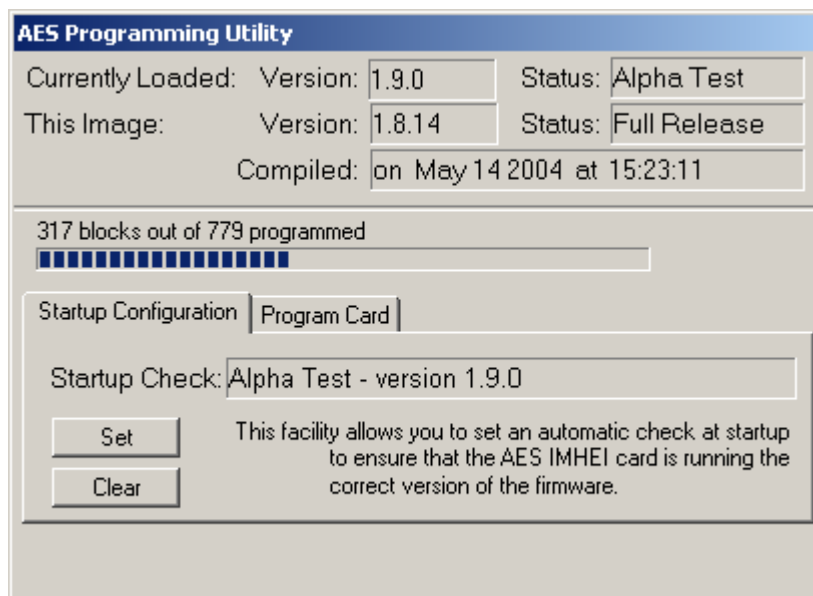 AES Programming Utility
Currently Loaded: Version: 1.9.0 Status: Alpha Test
This Image: Version: 1.8.14 Status: Full Release
Compiled: on May 14 2004 at 15:23:11
317 blocks out of 779 programmed
Startup Configuration Program Card
Startup Check: Alpha Test - version 1.9.0
Set
Clear
This facility allows you to set an automatic check at startup
to ensure that the AES IMHEI card is running the
correct version of the firmware.